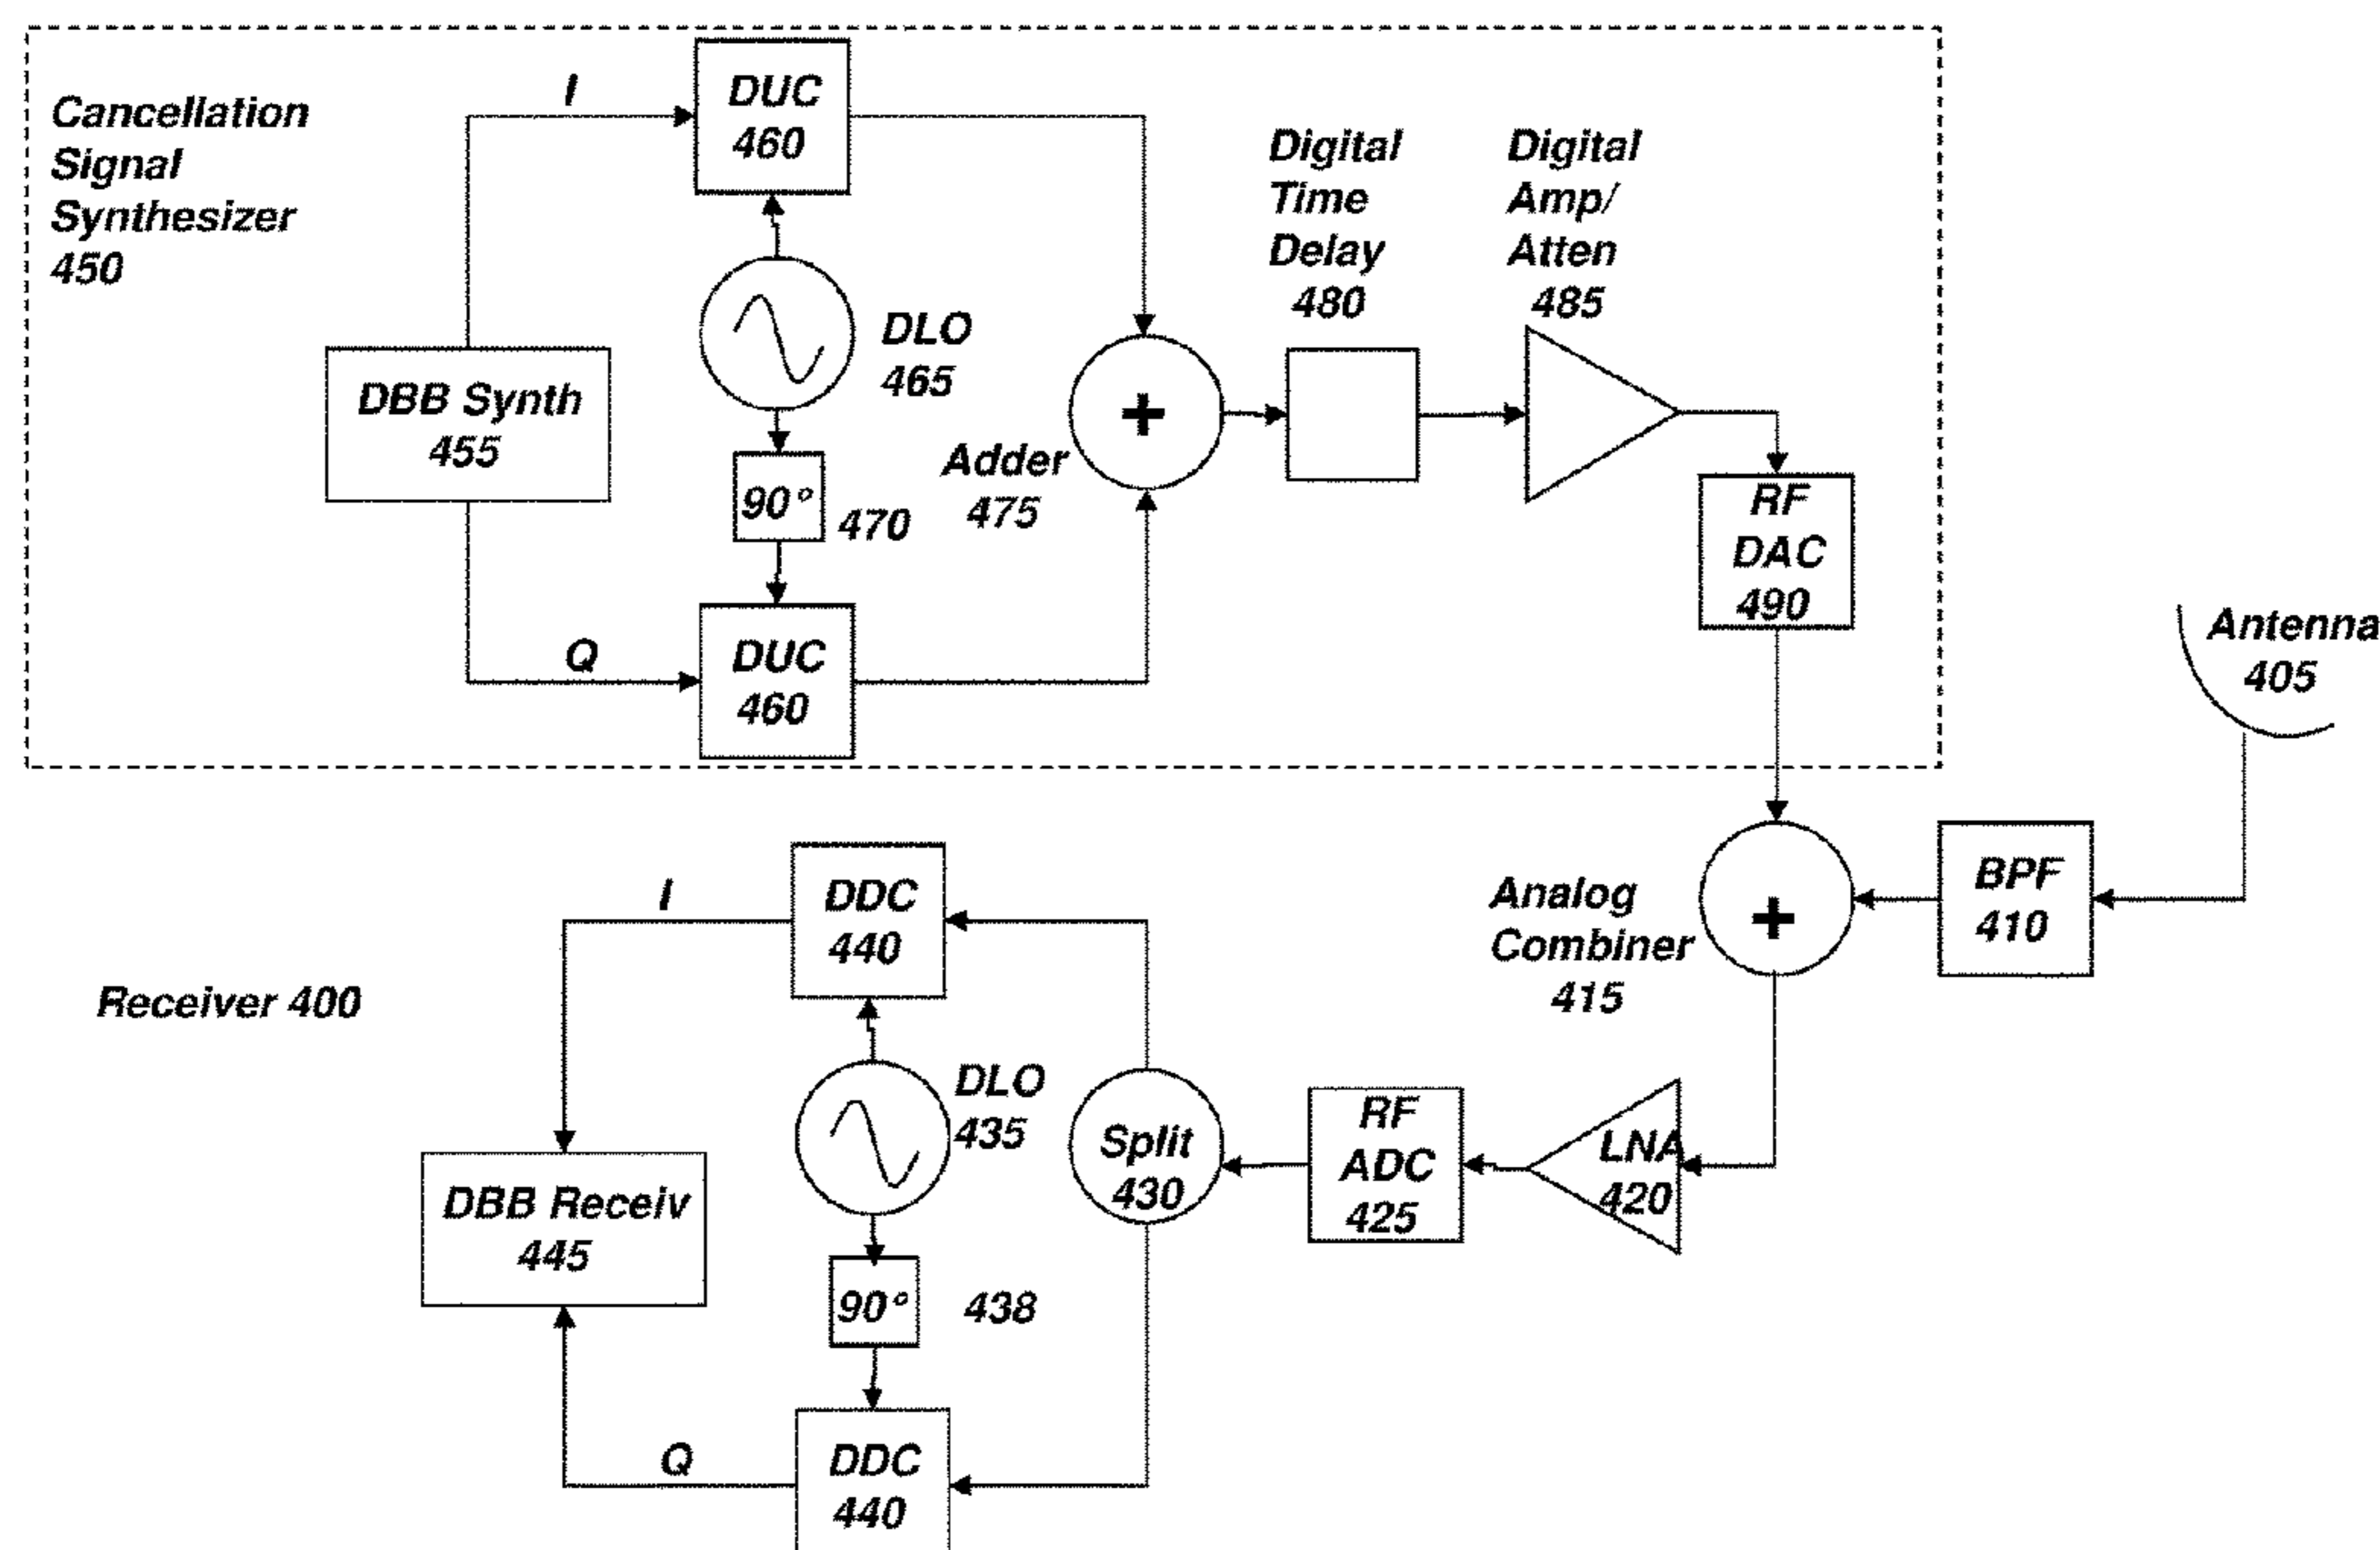 Cancellation
Signal
Synthesizer
450
I
DUC
460
DLO
465
DBB Synth
455
90°
470
Q
DUC
460
Adder
475
+
Digital
Time
Delay
480
Digital
Amp/
Atten
485
RF
DAC
490
Antenna
405
BPF
410
Analog
Combiner
415
+
LNA
420
RF
ADC
425
Split
430
I
DDC
440
Receiver 400
DLO
435
DBB Receiv
445
90°
438
Q
DDC
440